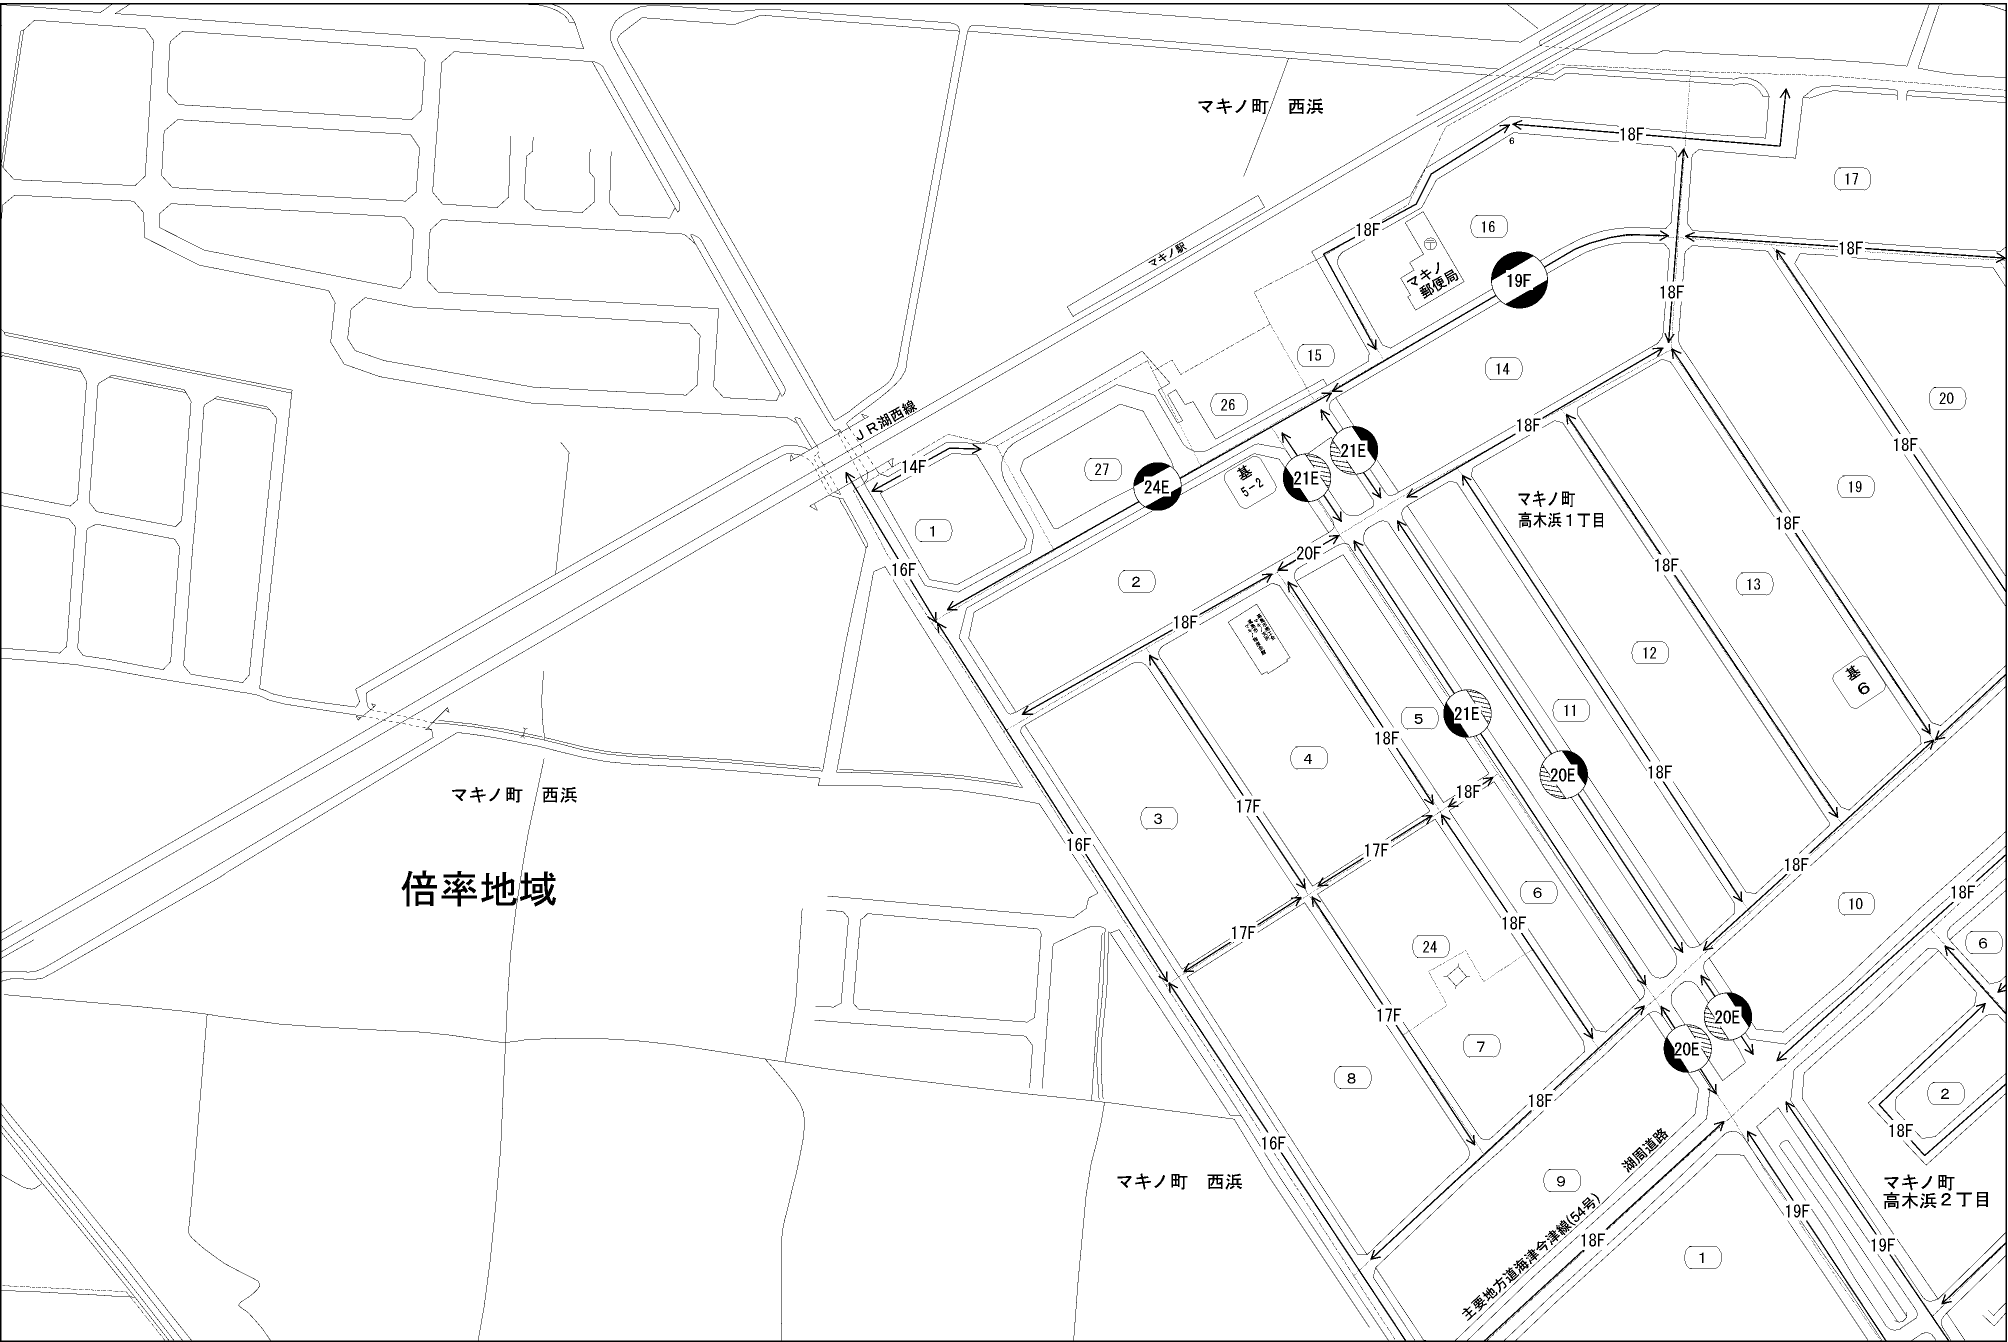 マキノ町 西浜
18F
6
17
18F
16
マキノ
郵便局
18F
マキノ駅
19F
18F
15
14
20
26
18F
18F
JR湖西線
14F
27
24E
基
5-2
21E
21E
19
マキノ町
高木浜1丁目
18F
1
16F
20F
2
18F
18F
13
12
基
6
18F
5
21E
11
4
20E
18F
18F
マキノ町 西浜
3
17F
18F
16F
17F
18F
倍率地域
6
18F
18F
10
24
17F
6
17F
20E
20E
7
8
18F
2
18F
16F
湖周道路
マキノ町 西浜
9
マキノ町
高木浜2丁目
主要地方道海津今津線(54号)
19F
18F
19F
1